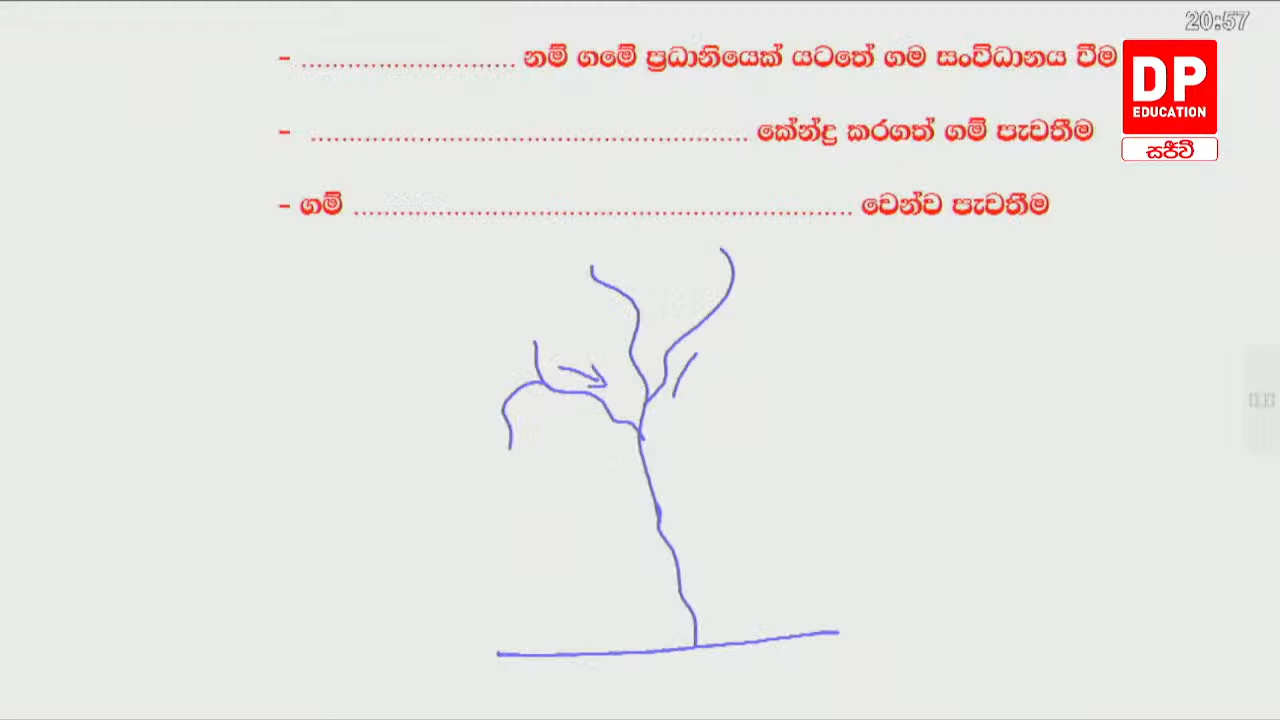 20:57
- ............................ නම් ගමේ ප්‍රධානියෙක් යටතේ ගම සංවිධානය වීම
- ......................................................... කේන්ද්‍ර කරගත් ගම් පැවතීම
- ගම් ................................................................. වෙන්ව පැවතීම
DP
EDUCATION
සජීවී